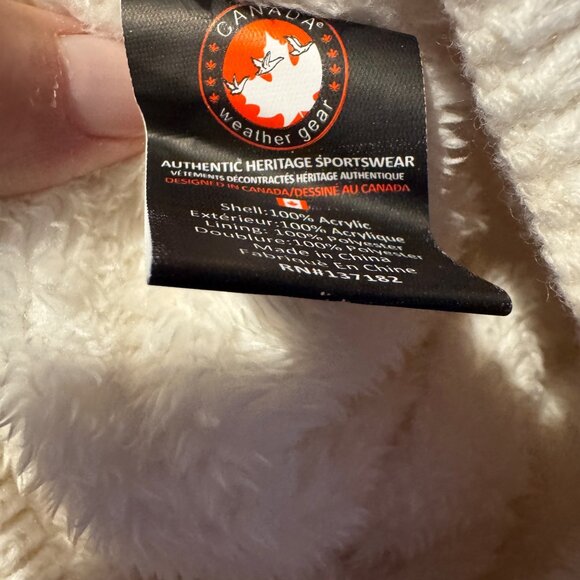 CANADA®
weather gear
AUTHENTIC HERITAGE SPORTSWEAR
VÉTEMENTS DÉCONTRACTÉS HÉRITAGE AUTHENTIQUE
DESIGNED IN CANADA/DESSINÉ AU CANADA
Shell:100% Acrylic
Extérieur:100% Acrylique
Lining: 100% Polyester
Doublure:100% Polyester
Made in China
Fabriqué En Chine
RN#137182